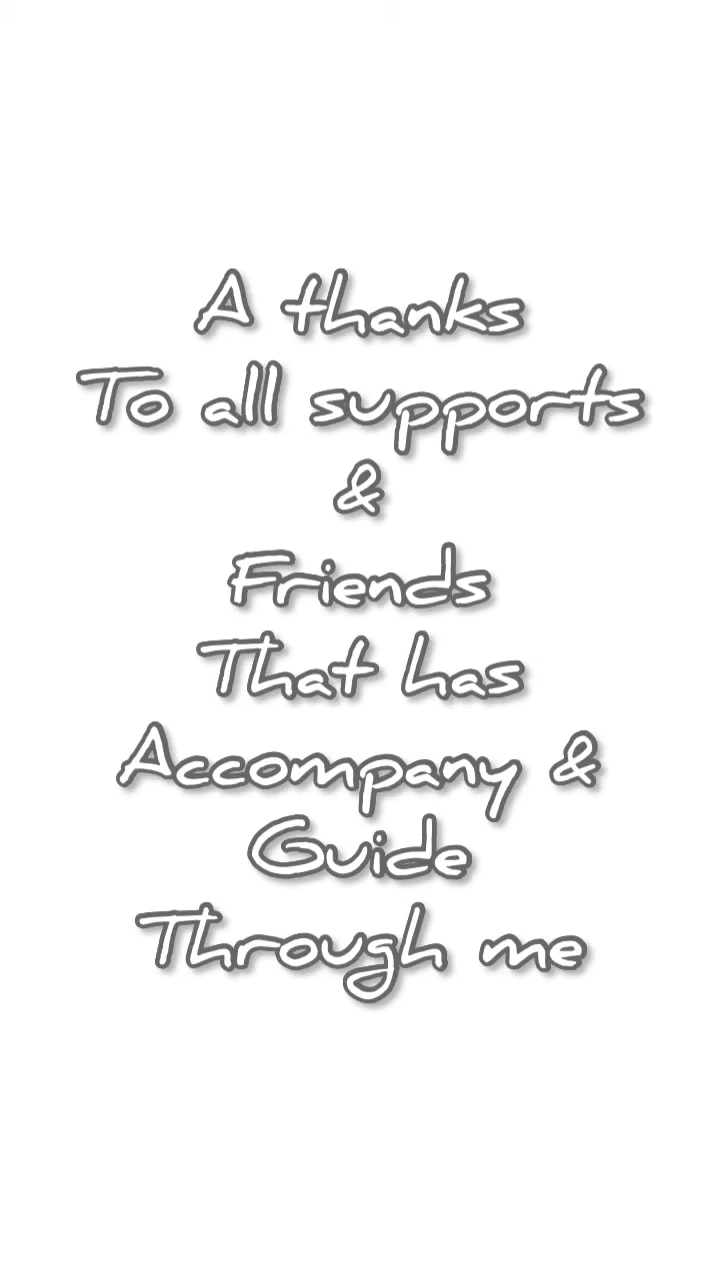 A thanks
To all supports
&
Friends
That has
Accompany &
Guide
Through me